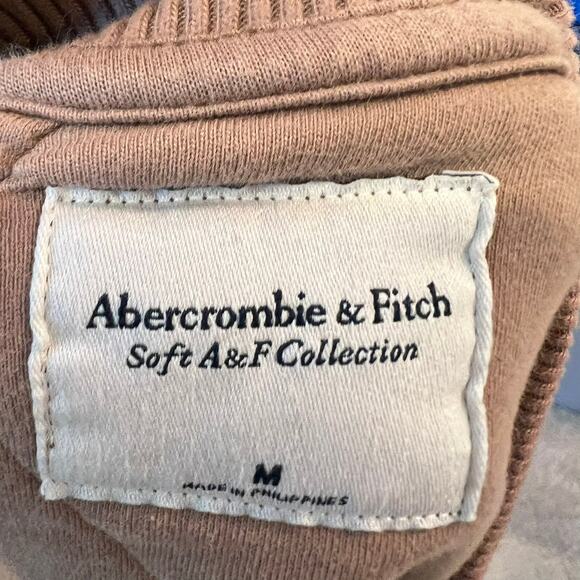 Abercrombie & Fitch
Soft A&F Collection
M
MADE IN PHILIPPINES